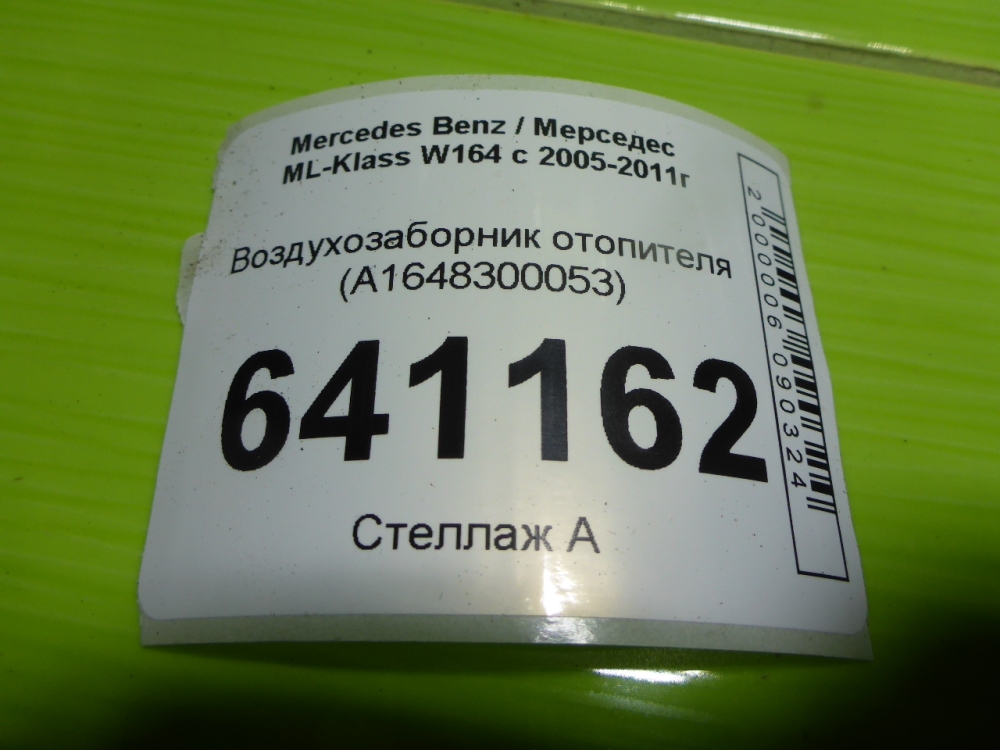 Mercedes Benz / Мерседес
ML-Klass W164 с 2005-2011г
Воздухозаборник отопителя
(A1648300053)
641162
Стеллаж А
2000006090324